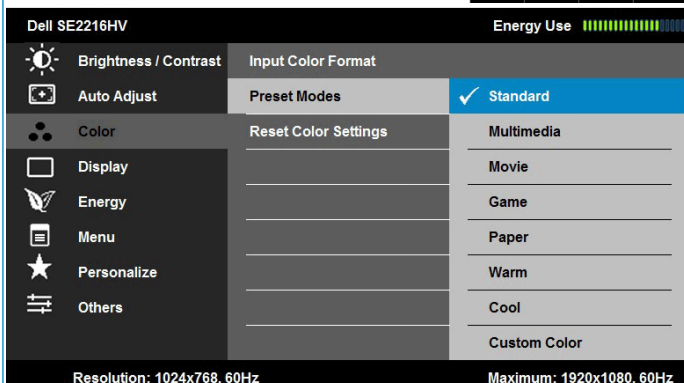 Dell SE2216HV Energy Use
Brightness / Contrast Input Color Format
Auto Adjust Preset Modes Standard
Color Reset Color Settings Multimedia
Display Movie
Energy Game
Menu Paper
Personalize Warm
Others Cool
Custom Color
Resolution: 1024x768, 60Hz Maximum: 1920x1080, 60Hz